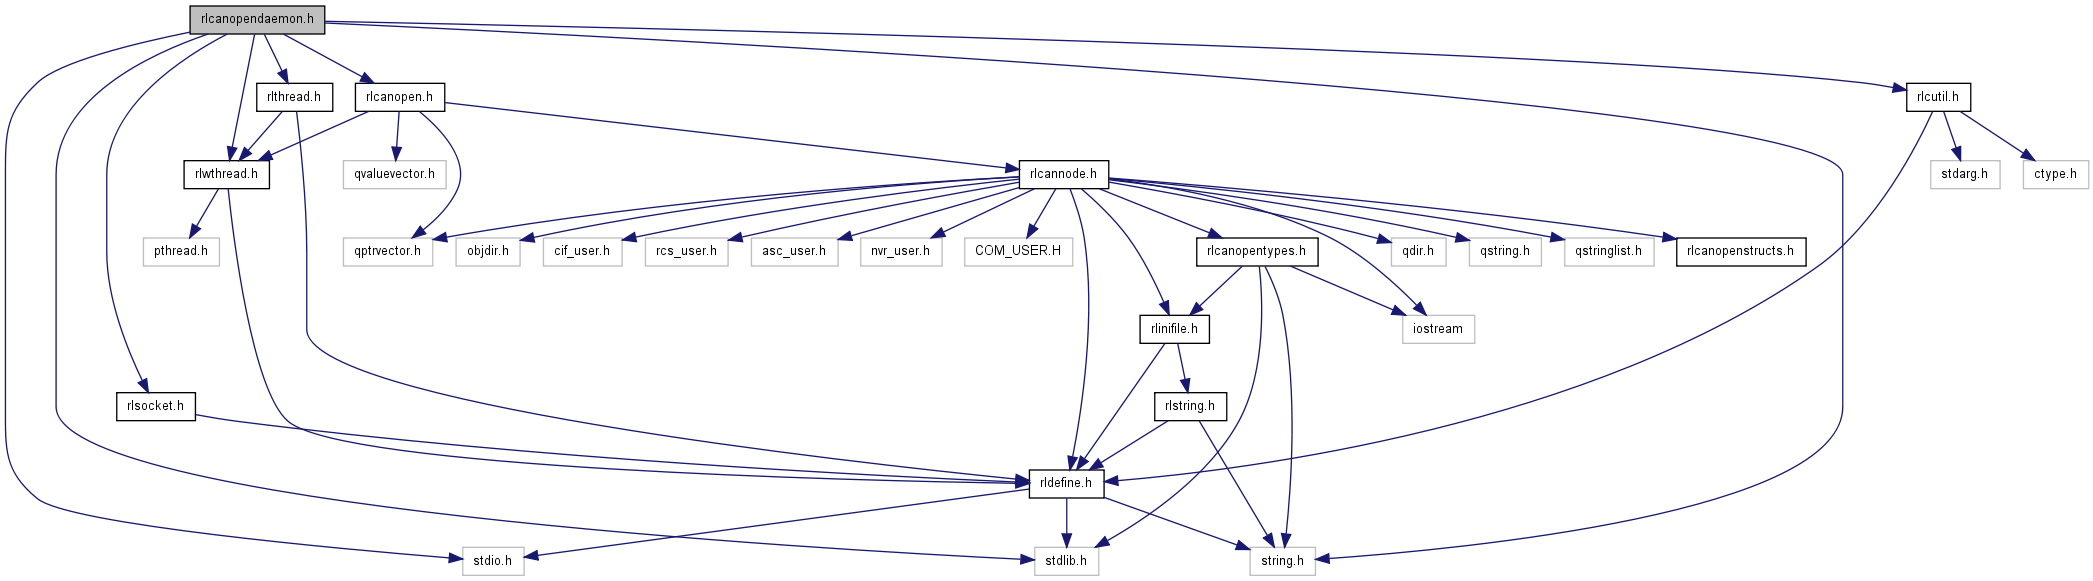 rlcanopendaemon.h
rlthread.h
rlcanopen.h
rlcutil.h
rlwthread.h
qvaluevector.h
rlcannode.h
stdarg.h
ctype.h
pthread.h
qptrvector.h
objdir.h
cif_user.h
rcs_user.h
asc_user.h
nvr_user.h
COM_USER.H
rlcanopentypes.h
qdir.h
qstring.h
qstringlist.h
rlcanopenstructs.h
rlinifile.h
iostream
rlsocket.h
rlstring.h
rldefine.h
stdio.h
stdlib.h
string.h